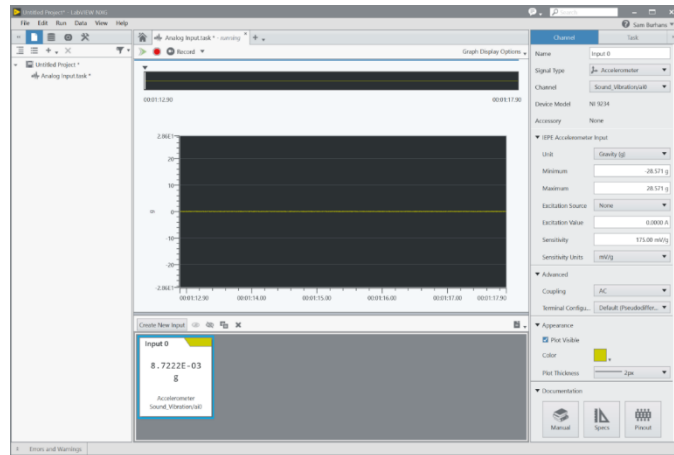 Untitled Project* - LabVIEW NXG
Search
File Edit Run Data View Help
Sam Burhans
Analog Input.task * - running
Record
Graph Display Options
Untitled Project *
Analog Input.task *
00:01:12.90
00:01:17.90
2.86E1
20
10
g
0
-10
-20
-2.86E1
00:01:12.90
00:01:14.00
00:01:15.00
00:01:16.00
00:01:17.00
00:01:17.90
Create New Input
Input 0
8.7222E-03
g
Accelerometer
Sound_Vibration/ai0
Channel
Task
Name Input 0
Signal Type Accelerometer
Channel Sound_Vibration/ai0
Device Model NI 9234
Accessory None
IEPE Accelerometer Input
Unit Gravity (g)
Minimum -28.571 g
Maximum 28.571 g
Excitation Source None
Excitation Value 0.0000 A
Sensitivity 175.00 mV/g
Sensitivity Units mV/g
Advanced
Coupling AC
Terminal Configu... Default (Pseudodiffer...
Appearance
Plot Visible
Color
Plot Thickness 2px
Documentation
Manual
Specs
Pinout
Errors and Warnings